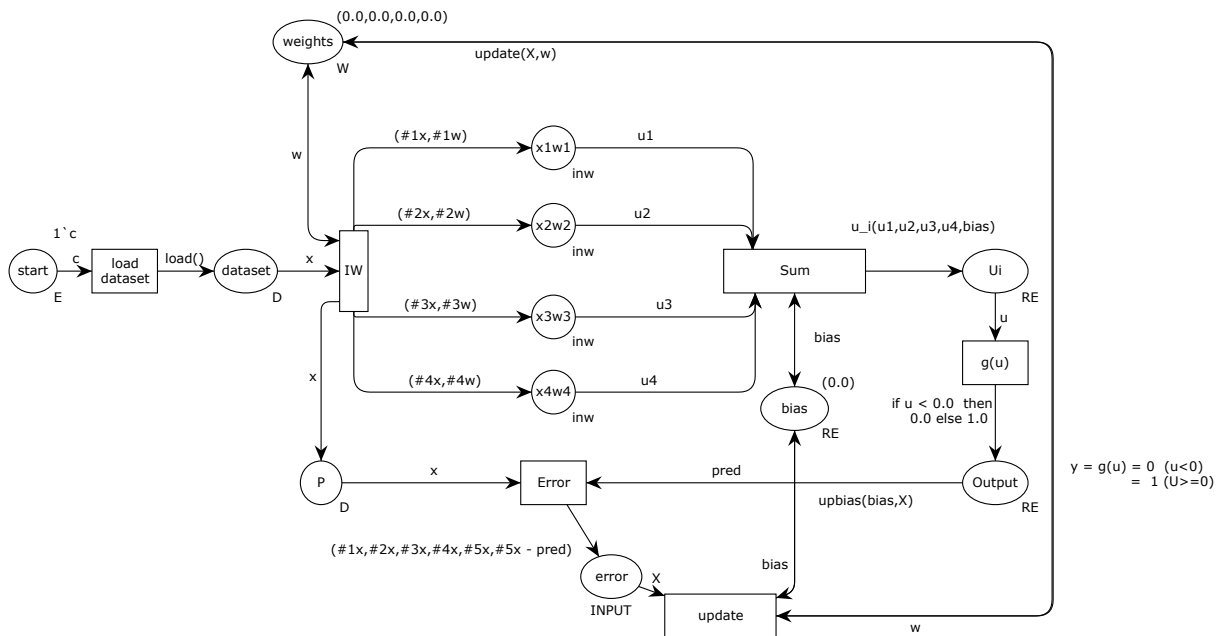 (0.0,0.0,0.0,0.0)
weights
W
update(X,w)
w
(#1x,#1w)
x1w1
u1
inw
(#2x,#2w)
x2w2
u2
inw
1`c
c
start
E
load
dataset
load()
dataset
D
x
IW
Sum
u_i(u1,u2,u3,u4,bias)
Ui
RE
u
(#3x,#3w)
x3w3
u3
inw
bias
g(u)
x
(#4x,#4w)
x4w4
u4
inw
(0.0)
bias
RE
if u < 0.0 then
0.0 else 1.0
P
D
x
Error
pred
upbias(bias,X)
Output
RE
y = g(u) = 0 (u<0)
= 1 (U>=0)
(#1x,#2x,#3x,#4x,#5x,#5x - pred)
error
INPUT
X
bias
update
w